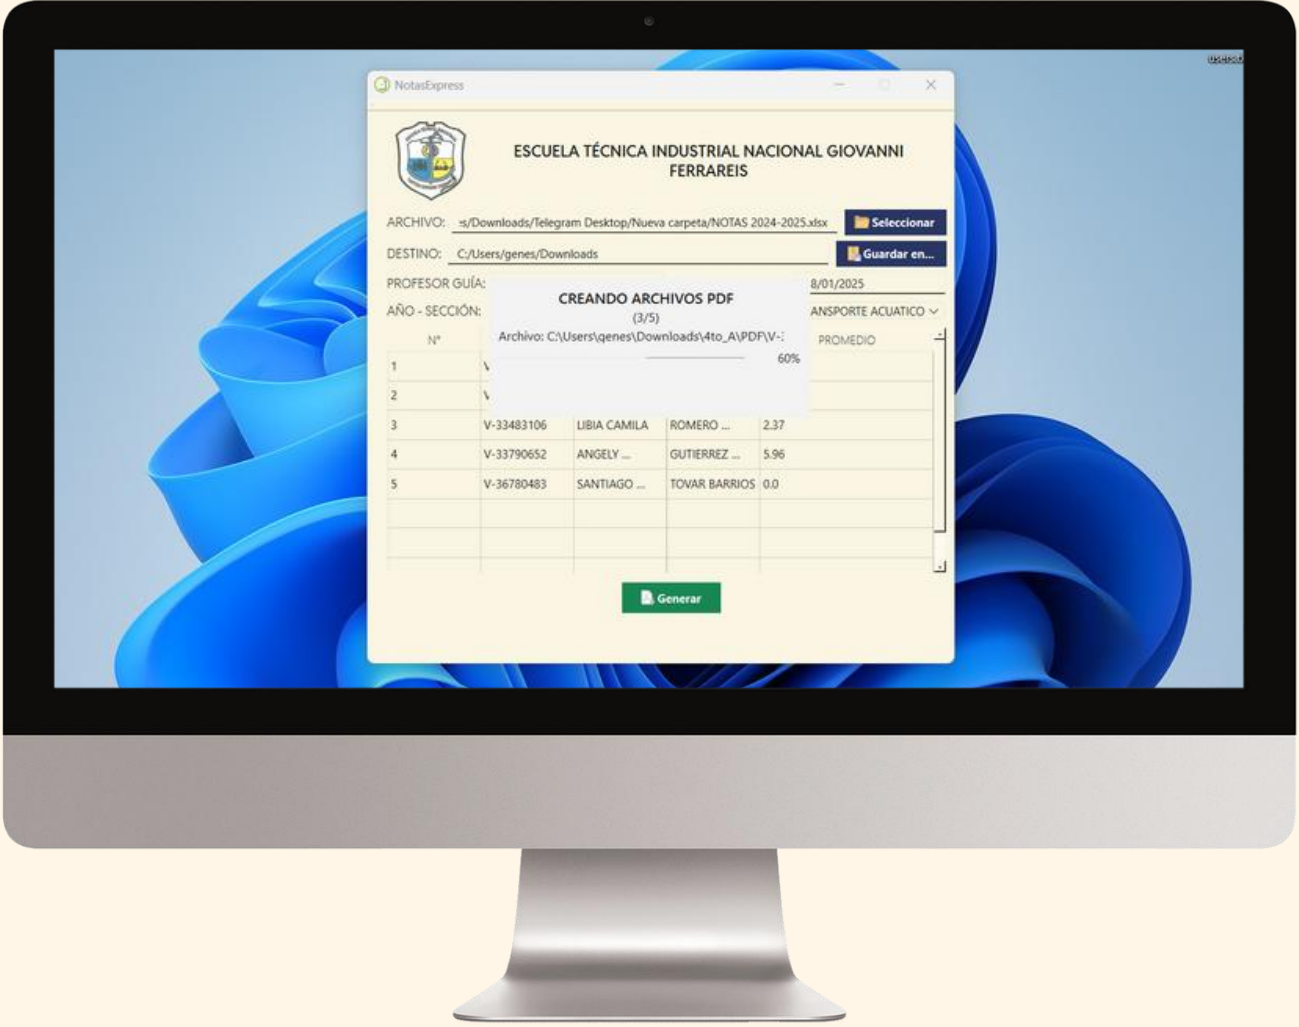 NotasExpress
ESCUELA TÉCNICA INDUSTRIAL NACIONAL GIOVANNI
FERRAREIS
ARCHIVO: s/Downloads/Telegram Desktop/Nueva carpeta/NOTAS 2024-2025.xlsx Seleccionar
DESTINO: C:/Users/genes/Downloads Guardar en...
PROFESOR GUÍA: 8/01/2025
AÑO - SECCIÓN: ANSPORTE ACUATICO
CREANDO ARCHIVOS PDF
(3/5)
Archivo: C:\Users\genes\Downloads\4to_A\PDF\V-
60%
N° PROMEDIO
1
2
3 V-33483106 LIBIA CAMILA ROMERO ... 2.37
4 V-33790652 ANGELY ... GUTIERREZ ... 5.96
5 V-36780483 SANTIAGO ... TOVAR BARRIOS 0.0
Generar